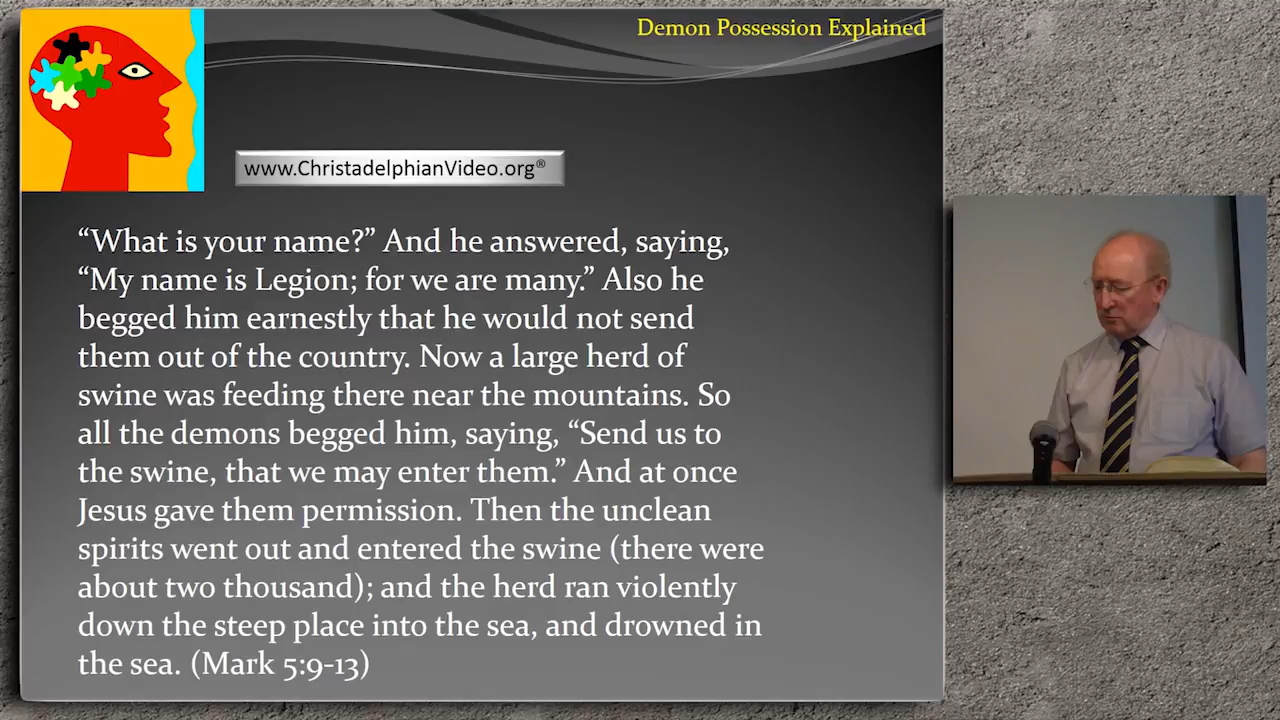 Demon Possession Explained
www.ChristadelphianVideo.org®
“What is your name?” And he answered, saying,
“My name is Legion; for we are many.” Also he
begged him earnestly that he would not send
them out of the country. Now a large herd of
swine was feeding there near the mountains. So
all the demons begged him, saying, “Send us to
the swine, that we may enter them.” And at once
Jesus gave them permission. Then the unclean
spirits went out and entered the swine (there were
about two thousand); and the herd ran violently
down the steep place into the sea, and drowned in
the sea. (Mark 5:9-13)